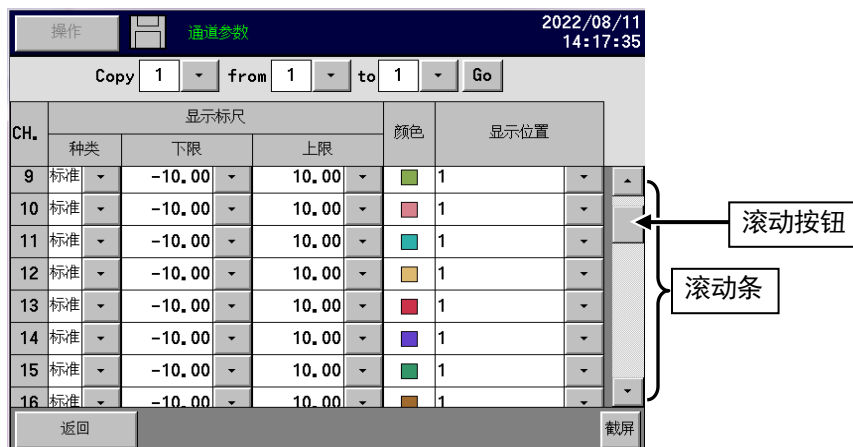 操作 通道参数 2022/08/11
14:17:35
Copy 1 from 1 to 1 Go
CH. 显示标尺 颜色 显示位置
种类 下限 上限
9 标准 -10.00 10.00 1
10 标准 -10.00 10.00 1
11 标准 -10.00 10.00 1
12 标准 -10.00 10.00 1
13 标准 -10.00 10.00 1
14 标准 -10.00 10.00 1
15 标准 -10.00 10.00 1
16 标准 -10.00 10.00 1
返回 截屏
滚动按钮
滚动条